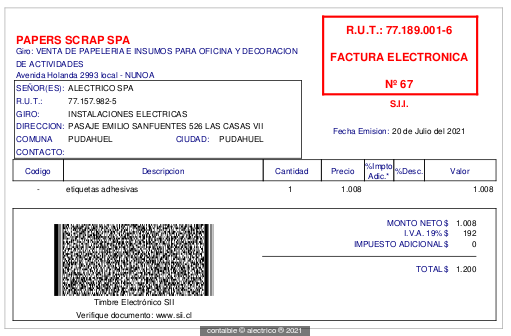 PAPERS SCRAP SPA
Giro: VENTA DE PAPELERIA E INSUMOS PARA OFICINA Y DECORACION
DE ACTIVIDADES
Avenida Holanda 2993 local - NUNOA
R.U.T.: 77.189.001-6
FACTURA ELECTRONICA
Nº 67
S.I.I.
Fecha Emision: 20 de Julio del 2021
SEÑOR(ES): ALECTRICO SPA
R.U.T.: 77.157.982-5
GIRO: INSTALACIONES ELECTRICAS
DIRECCION: PASAJE EMILIO SANFUENTES 526 LAS CASAS VII
COMUNA PUDAHUEL CIUDAD: PUDAHUEL
CONTACTO:
Codigo Descripcion Cantidad Precio %Impto Adic.* %Desc. Valor
- etiquetas adhesivas 1 1.008 1.008
MONTO NETO $ 1.008
I.V.A. 19% $ 192
IMPUESTO ADICIONAL $ 0
TOTAL $ 1.200
Timbre Electrónico SII
Verifique documento: www.sii.cl
contable © alectrico ® 2021